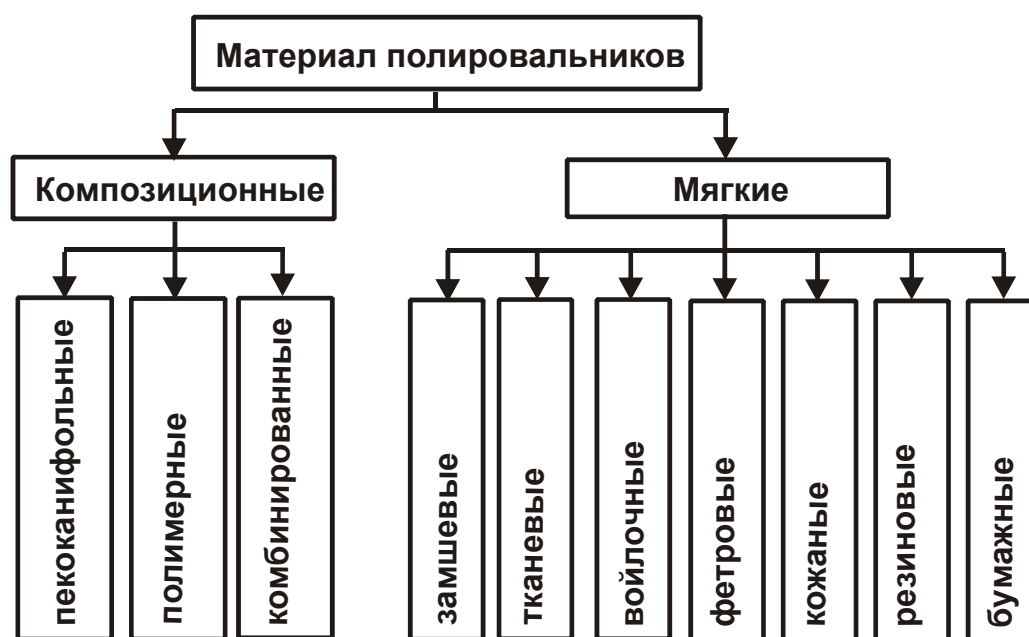 Материал полировальников
Композиционные
Мягкие
пекоканифольные
полимерные
комбинированные
замшевые
тканевые
войлочные
фетровые
кожаные
резиновые
бумажные